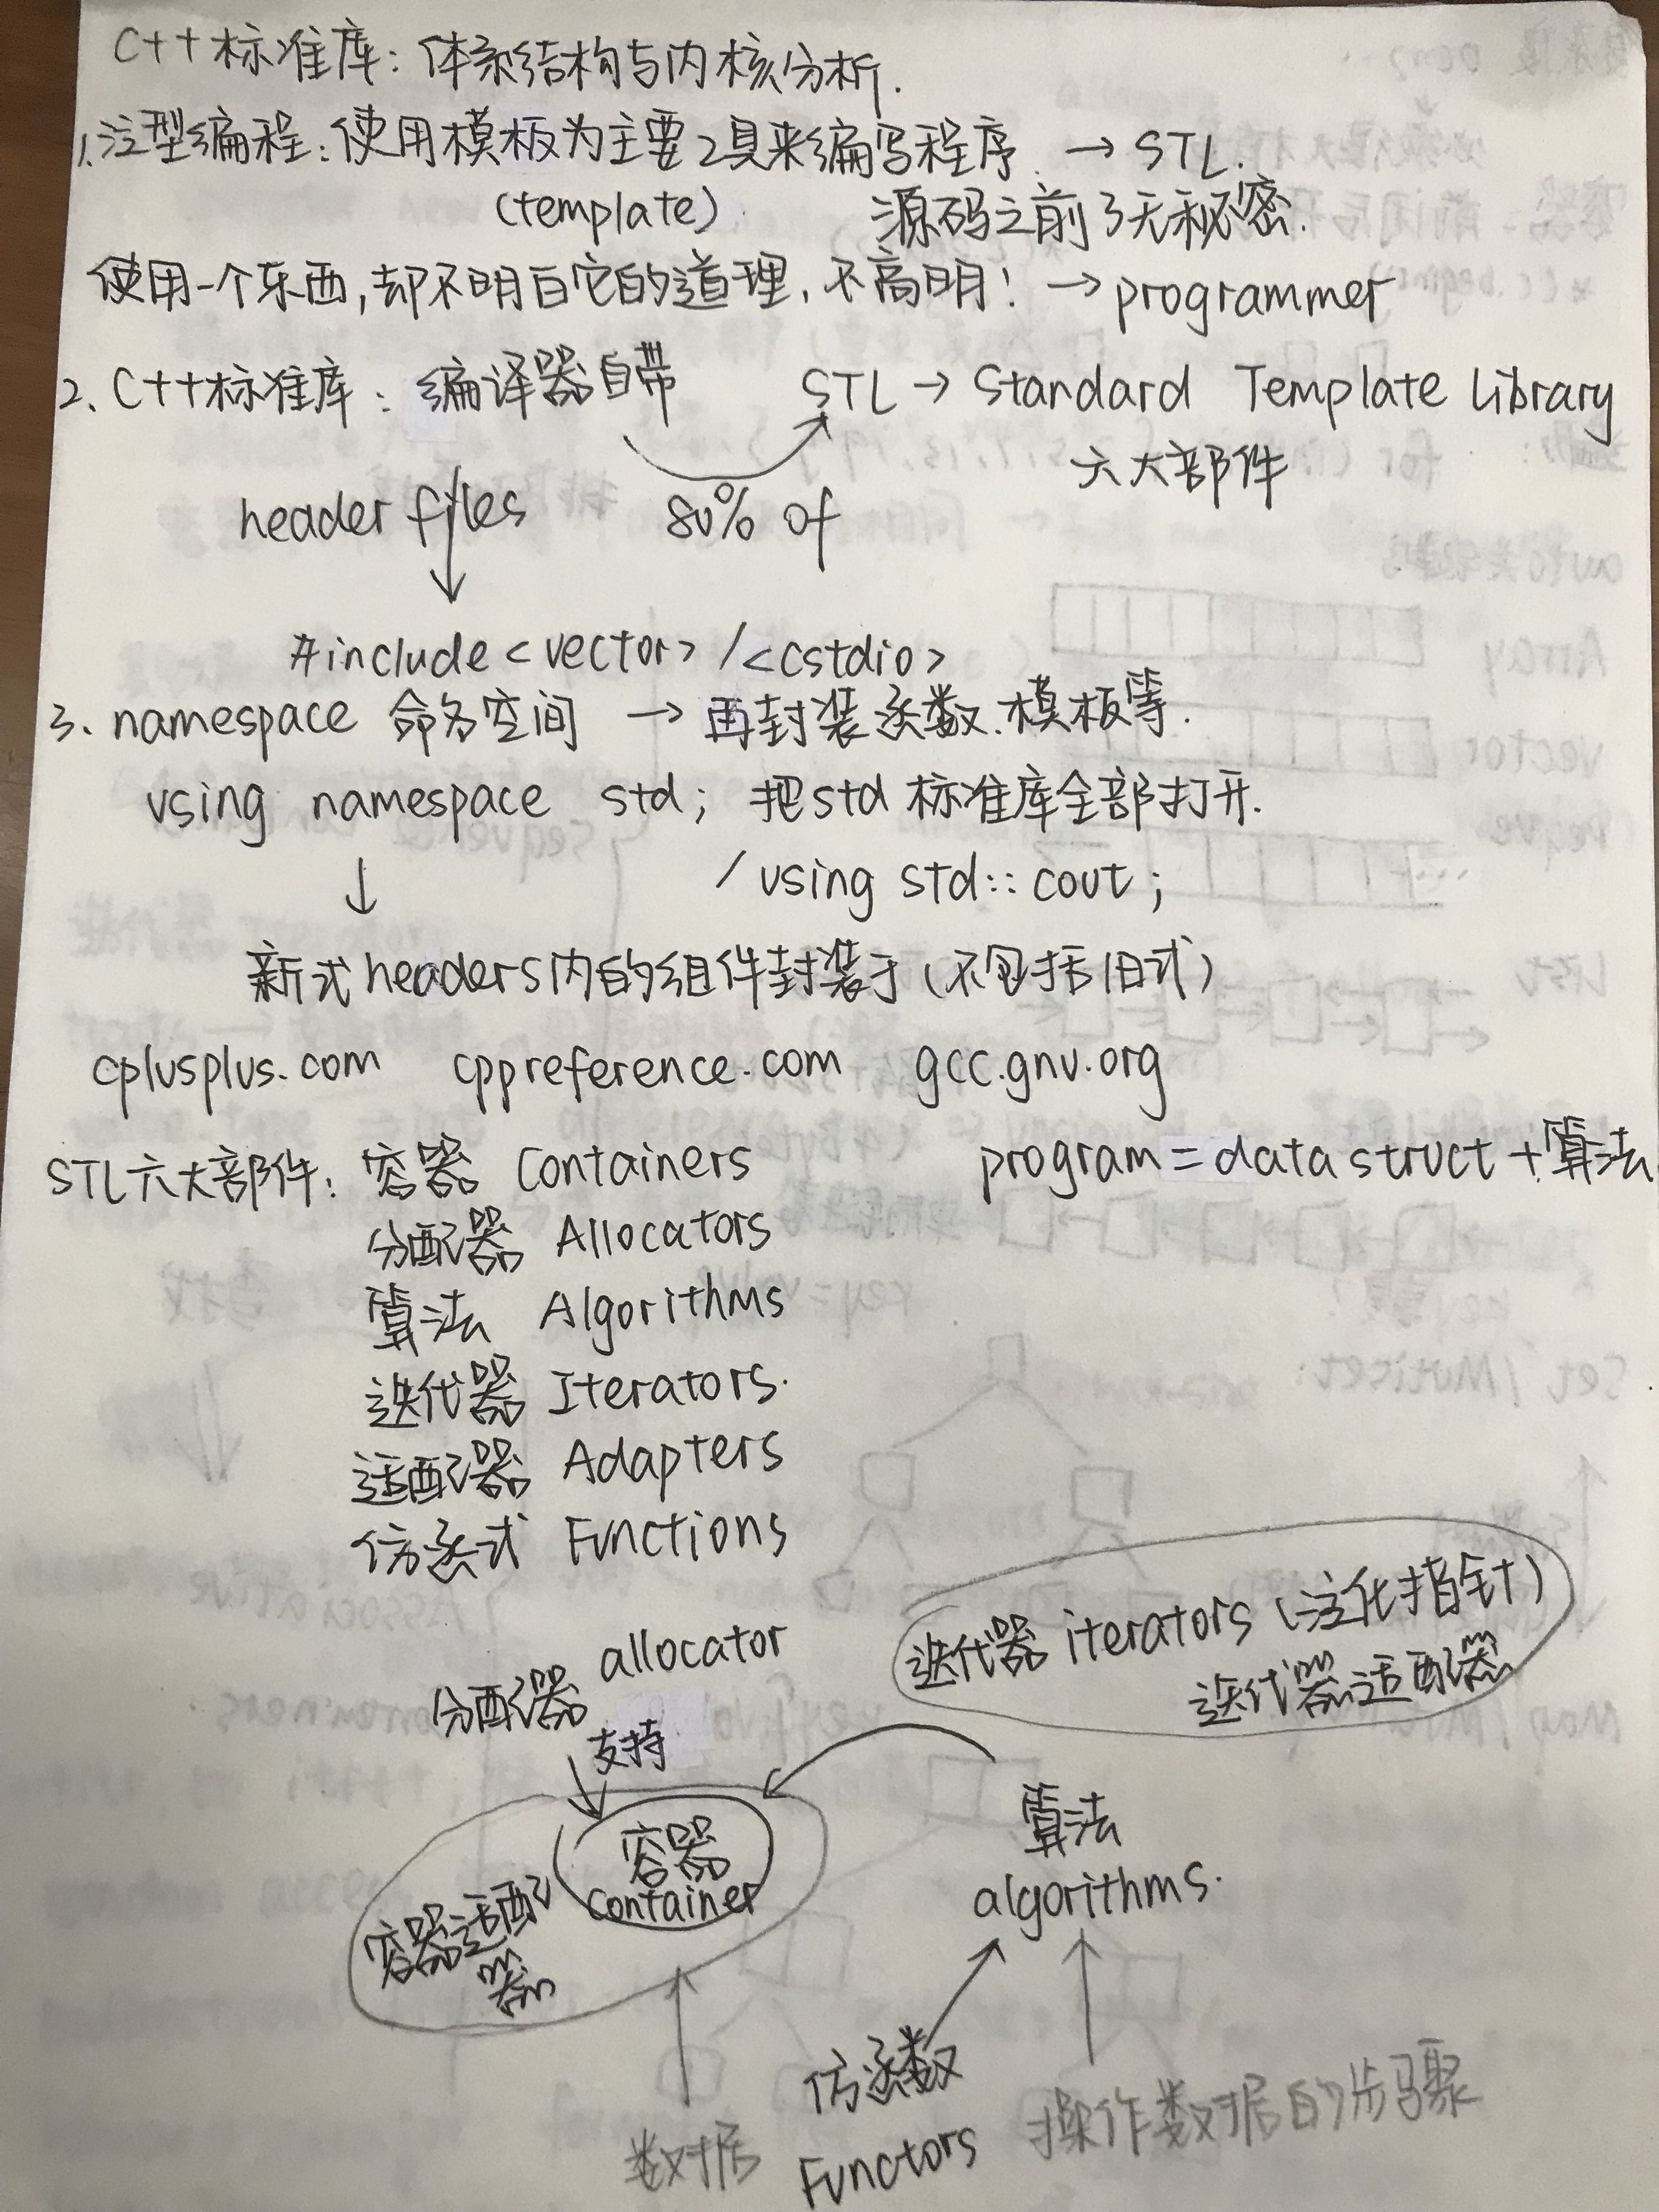 C++标准库：体系结构与内核分析.
1.泛型编程：使用模板为主要工具来编写程序. → STL.
(template) 源码之前了无秘密.
使用一个东西，却不明白它的道理，不高明！ → programmer
2、C++标准库：编译器自带 STL → Standard Template Library
六大部件
header files 80% of
#include<vector> /<cstdio>
3、namespace 命名空间 → 再封装函数.模板等.
using namespace std； 把std标准库全部打开.
/ using std::cout；
↓
新式headers内的组件封装于(不包括旧式)
cplusplus.com cppreference.com gcc.gnu.org
STL六大部件：容器 Containers program=data struct+算法
分配器 Allocators
算法 Algorithms
迭代器 Iterators.
适配器 Adapters
仿函式 Functions
迭代器 iterators (泛化指针)
迭代器适配器
分配器 allocator
支持
容器
container
容器适配
器
算法
algorithms.
仿函数
Functors
数据
操作数据的步骤